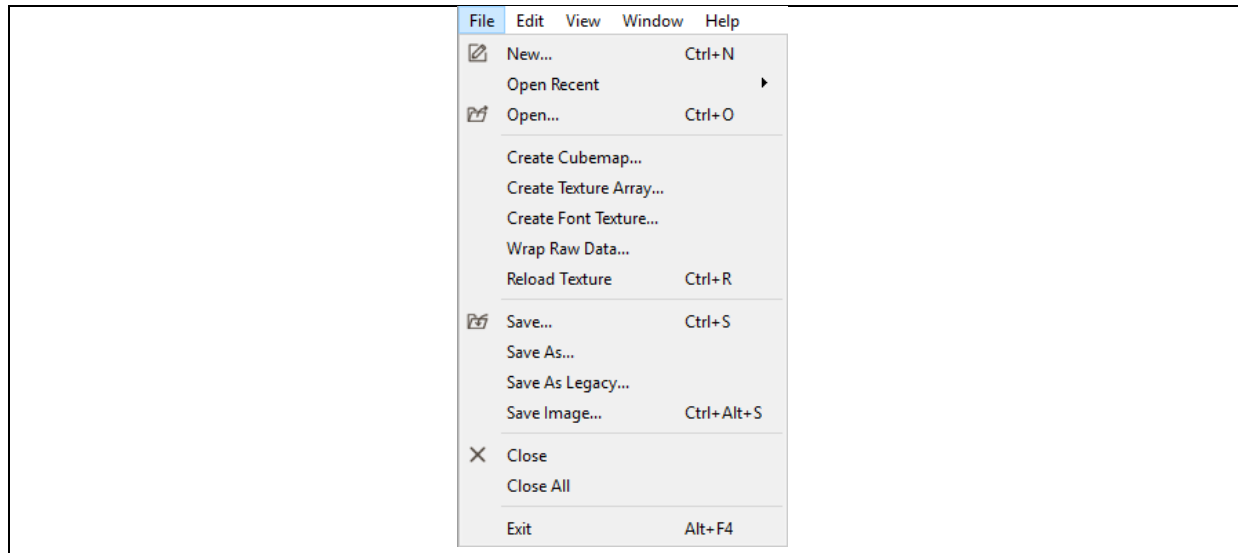 File Edit View Window Help
New... Ctrl+N
Open Recent
Open... Ctrl+O
Create Cubemap...
Create Texture Array...
Create Font Texture...
Wrap Raw Data...
Reload Texture Ctrl+R
Save... Ctrl+S
Save As...
Save As Legacy...
Save Image... Ctrl+Alt+S
Close
Close All
Exit Alt+F4